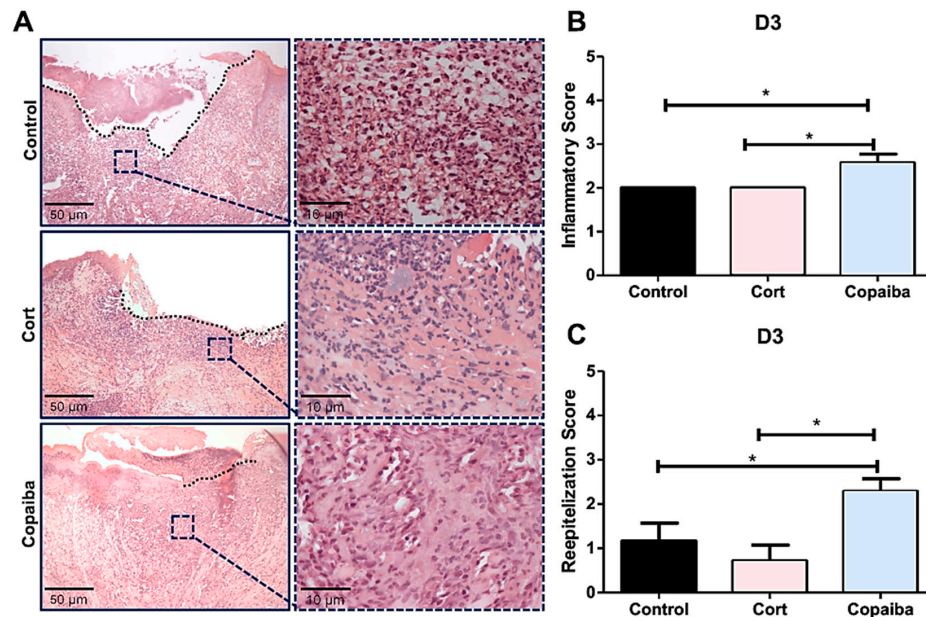 A
Control
50 µm
10 µm
Cort
50 µm
10 µm
Copaiba
50 µm
10 µm
B
D3
Inflammatory Score
5
4
3
2
1
0
*
*
Control Cort Copaiba
C
D3
Reepitelization Score
5
4
3
2
1
0
*
*
Control Cort Copaiba